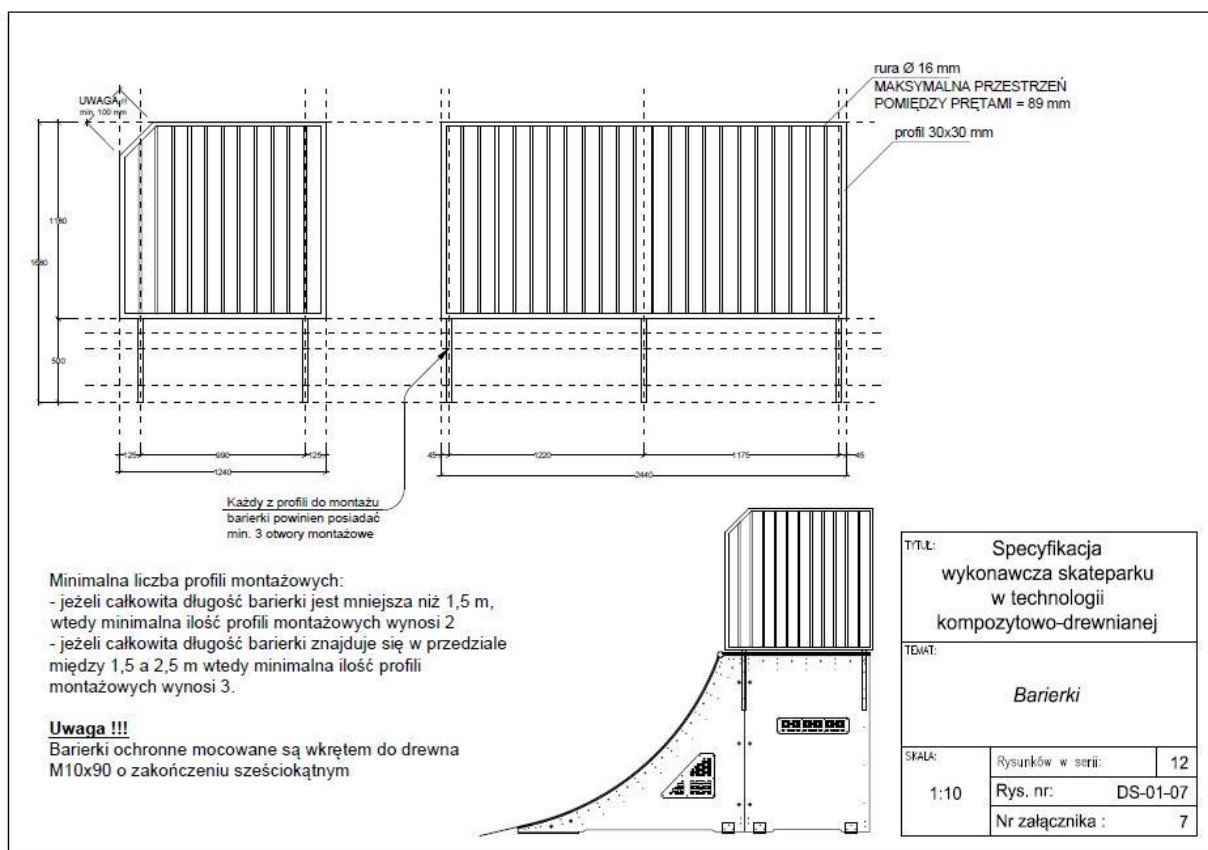 rura Ø 16 mm
MAKSYMALNA PRZESTRZEŃ
POMIĘDZY PRĘTAMI = 89 mm
profil 30x30 mm
UWAGA !!!
min. 100 mm
1180
1680
500
125
990
125
1240
45
1220
1175
45
2440
Każdy z profili do montażu
barierki powinien posiadać
min. 3 otwory montażowe
Minimalna liczba profili montażowych:
- jeżeli całkowita długość barierki jest mniejsza niż 1,5 m,
wtedy minimalna ilość profili montażowych wynosi 2
- jeżeli całkowita długość barierki znajduje się w przedziale
między 1,5 a 2,5 m wtedy minimalna ilość profili
montażowych wynosi 3.
Uwaga !!!
Barierki ochronne mocowane są wkrętem do drewna
M10x90 o zakończeniu sześciokątnym
TYTUŁ:
Specyfikacja
wykonawcza skateparku
w technologii
kompozytowo-drewnianej
TEMAT:
Barierki
SKALA:
1:10
Rysunków w serii: 12
Rys. nr: DS-01-07
Nr załącznika : 7